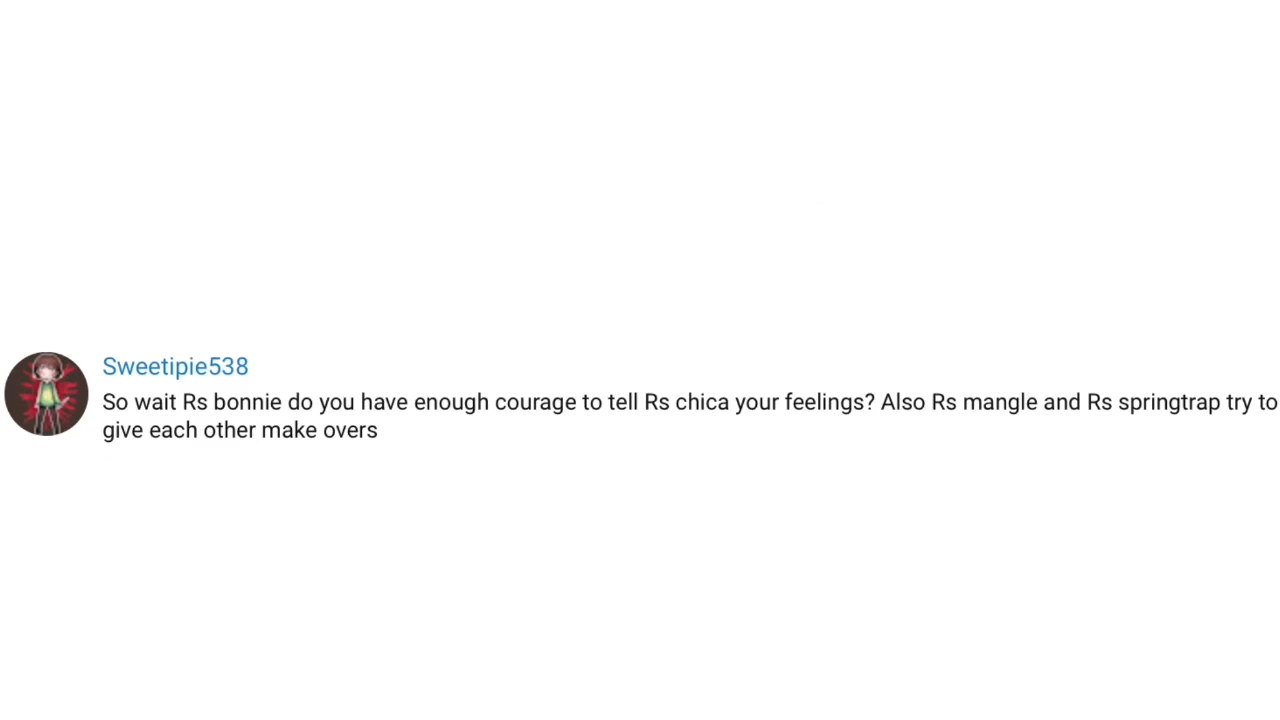 Sweetipie538
So wait Rs bonnie do you have enough courage to tell Rs chica your feelings? Also Rs mangle and Rs springtrap try to
give each other make overs